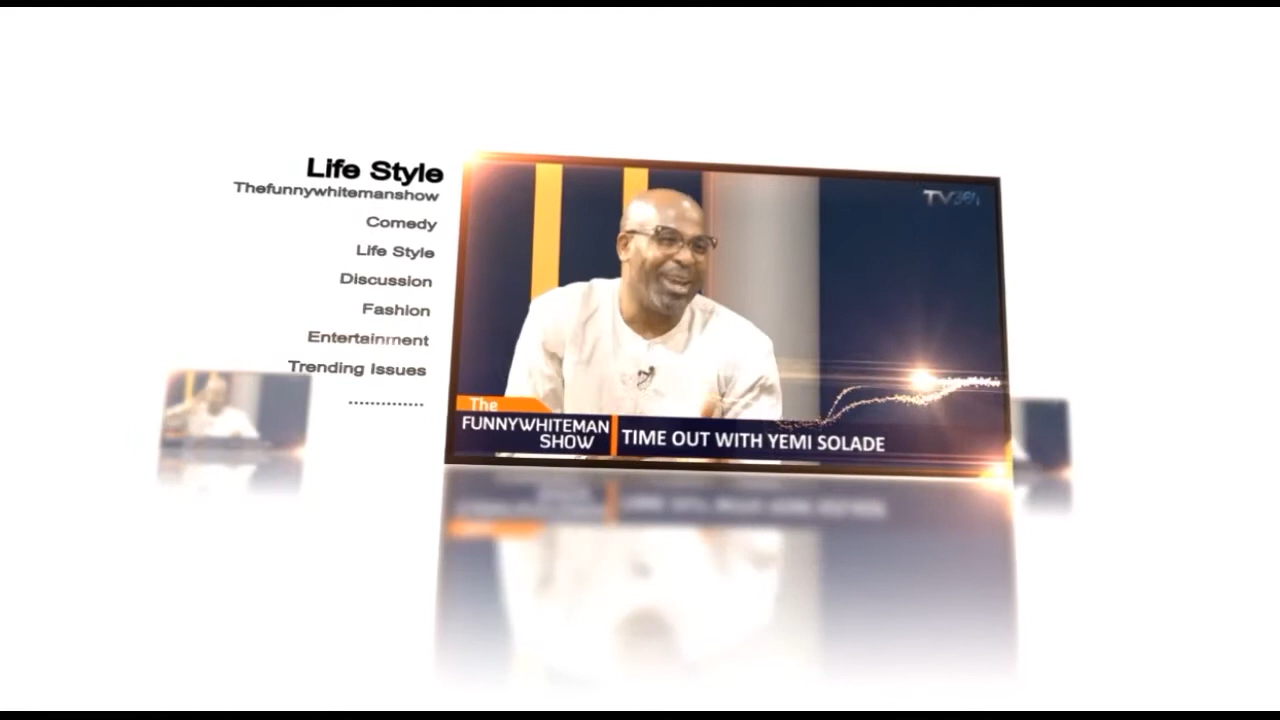 Life Style
Thefunnywhitemanshow
Comedy
Life Style
Discussion
Fashion
Entertainment
Trending Issues
..............
The
FUNNYWHITEMAN
SHOW
TIME OUT WITH YEMI SOLADE